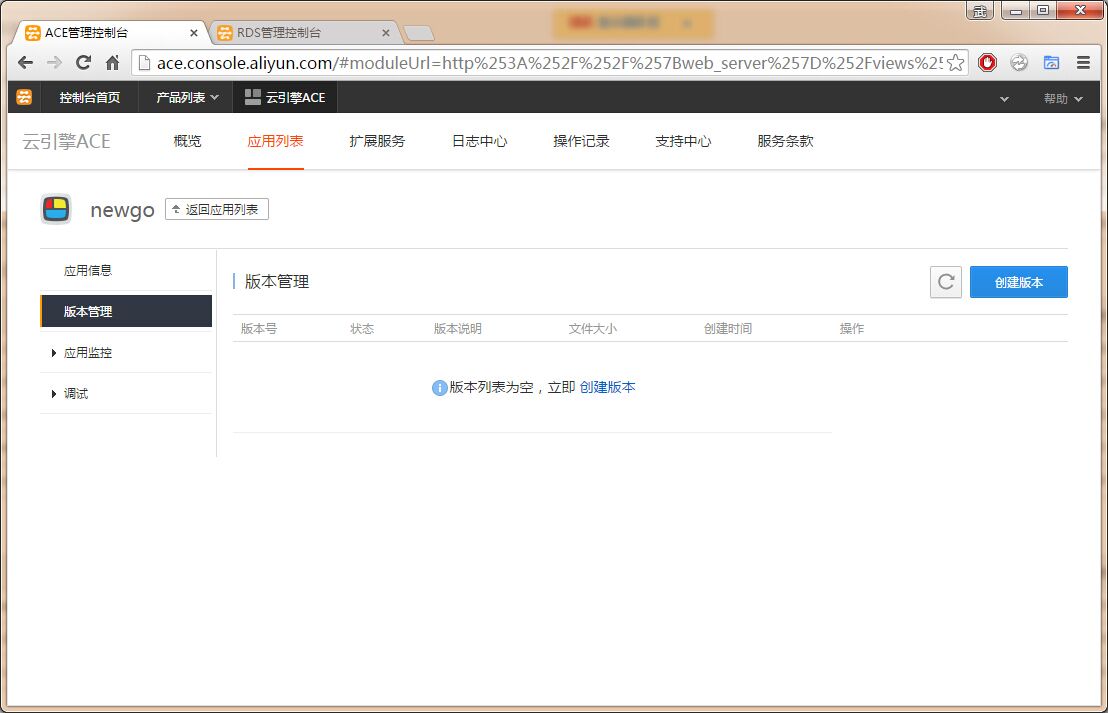 武
ACE管理控制台
RDS管理控制台
ace.console.aliyun.com/#moduleUrl=http%253A%252F%252F%257Bweb_server%257D%252Fviews%25
控制台首页 产品列表 云引擎ACE 帮助
云引擎ACE 概览 应用列表 扩展服务 日志中心 操作记录 支持中心 服务条款
newgo 返回应用列表
应用信息
版本管理
应用监控
调试
版本管理
创建版本
版本号 状态 版本说明 文件大小 创建时间 操作
版本列表为空，立即 创建版本